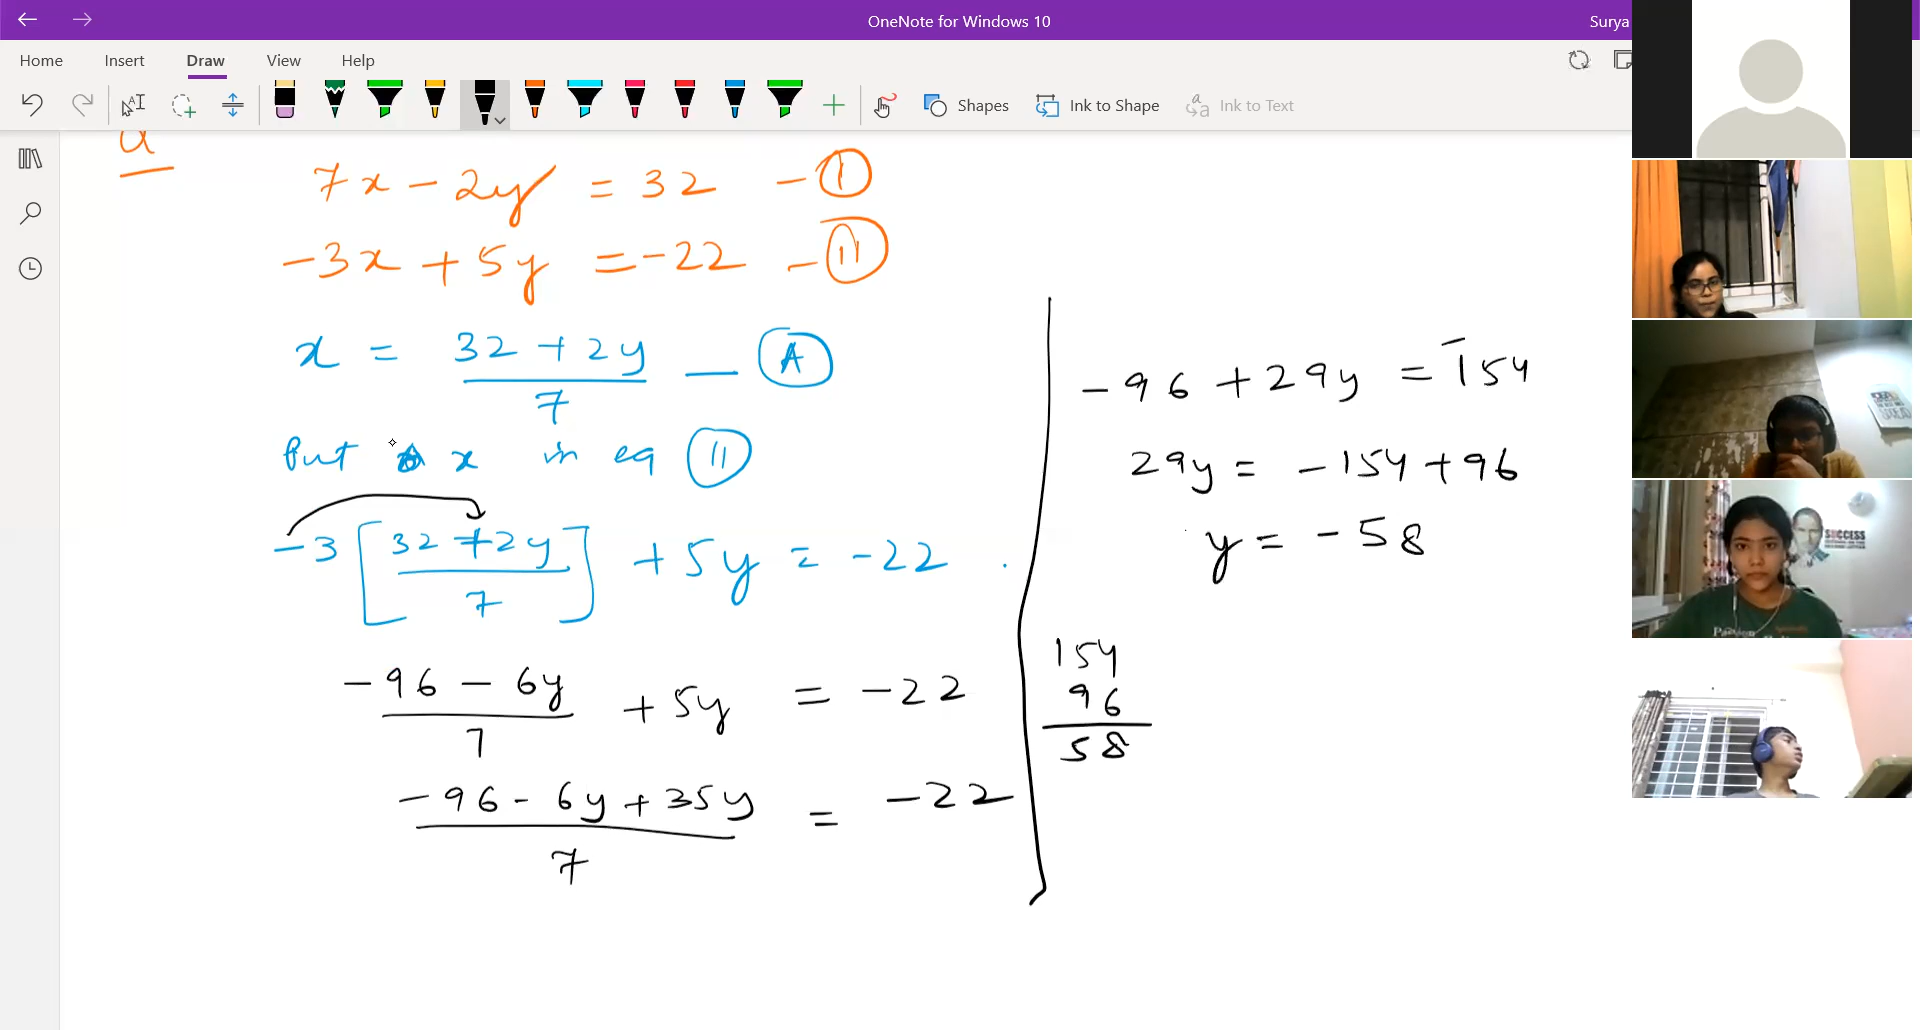 OneNote for Windows 10
Surya
Home Insert Draw View Help
Shapes Ink to Shape Ink to Text
a
7x - 2y = 32 - I
-3x + 5y = -22 - II
x = 32 + 2y / 7 — A
Put x in eq II
-3 [ 32 + 2y / 7 ] + 5y = -22
-96 - 6y / 7 + 5y = -22
-96 - 6y + 35y / 7 = -22
-96 + 29y = -154
29y = -154 + 96
y = -58
154
96
58
SUCCESS